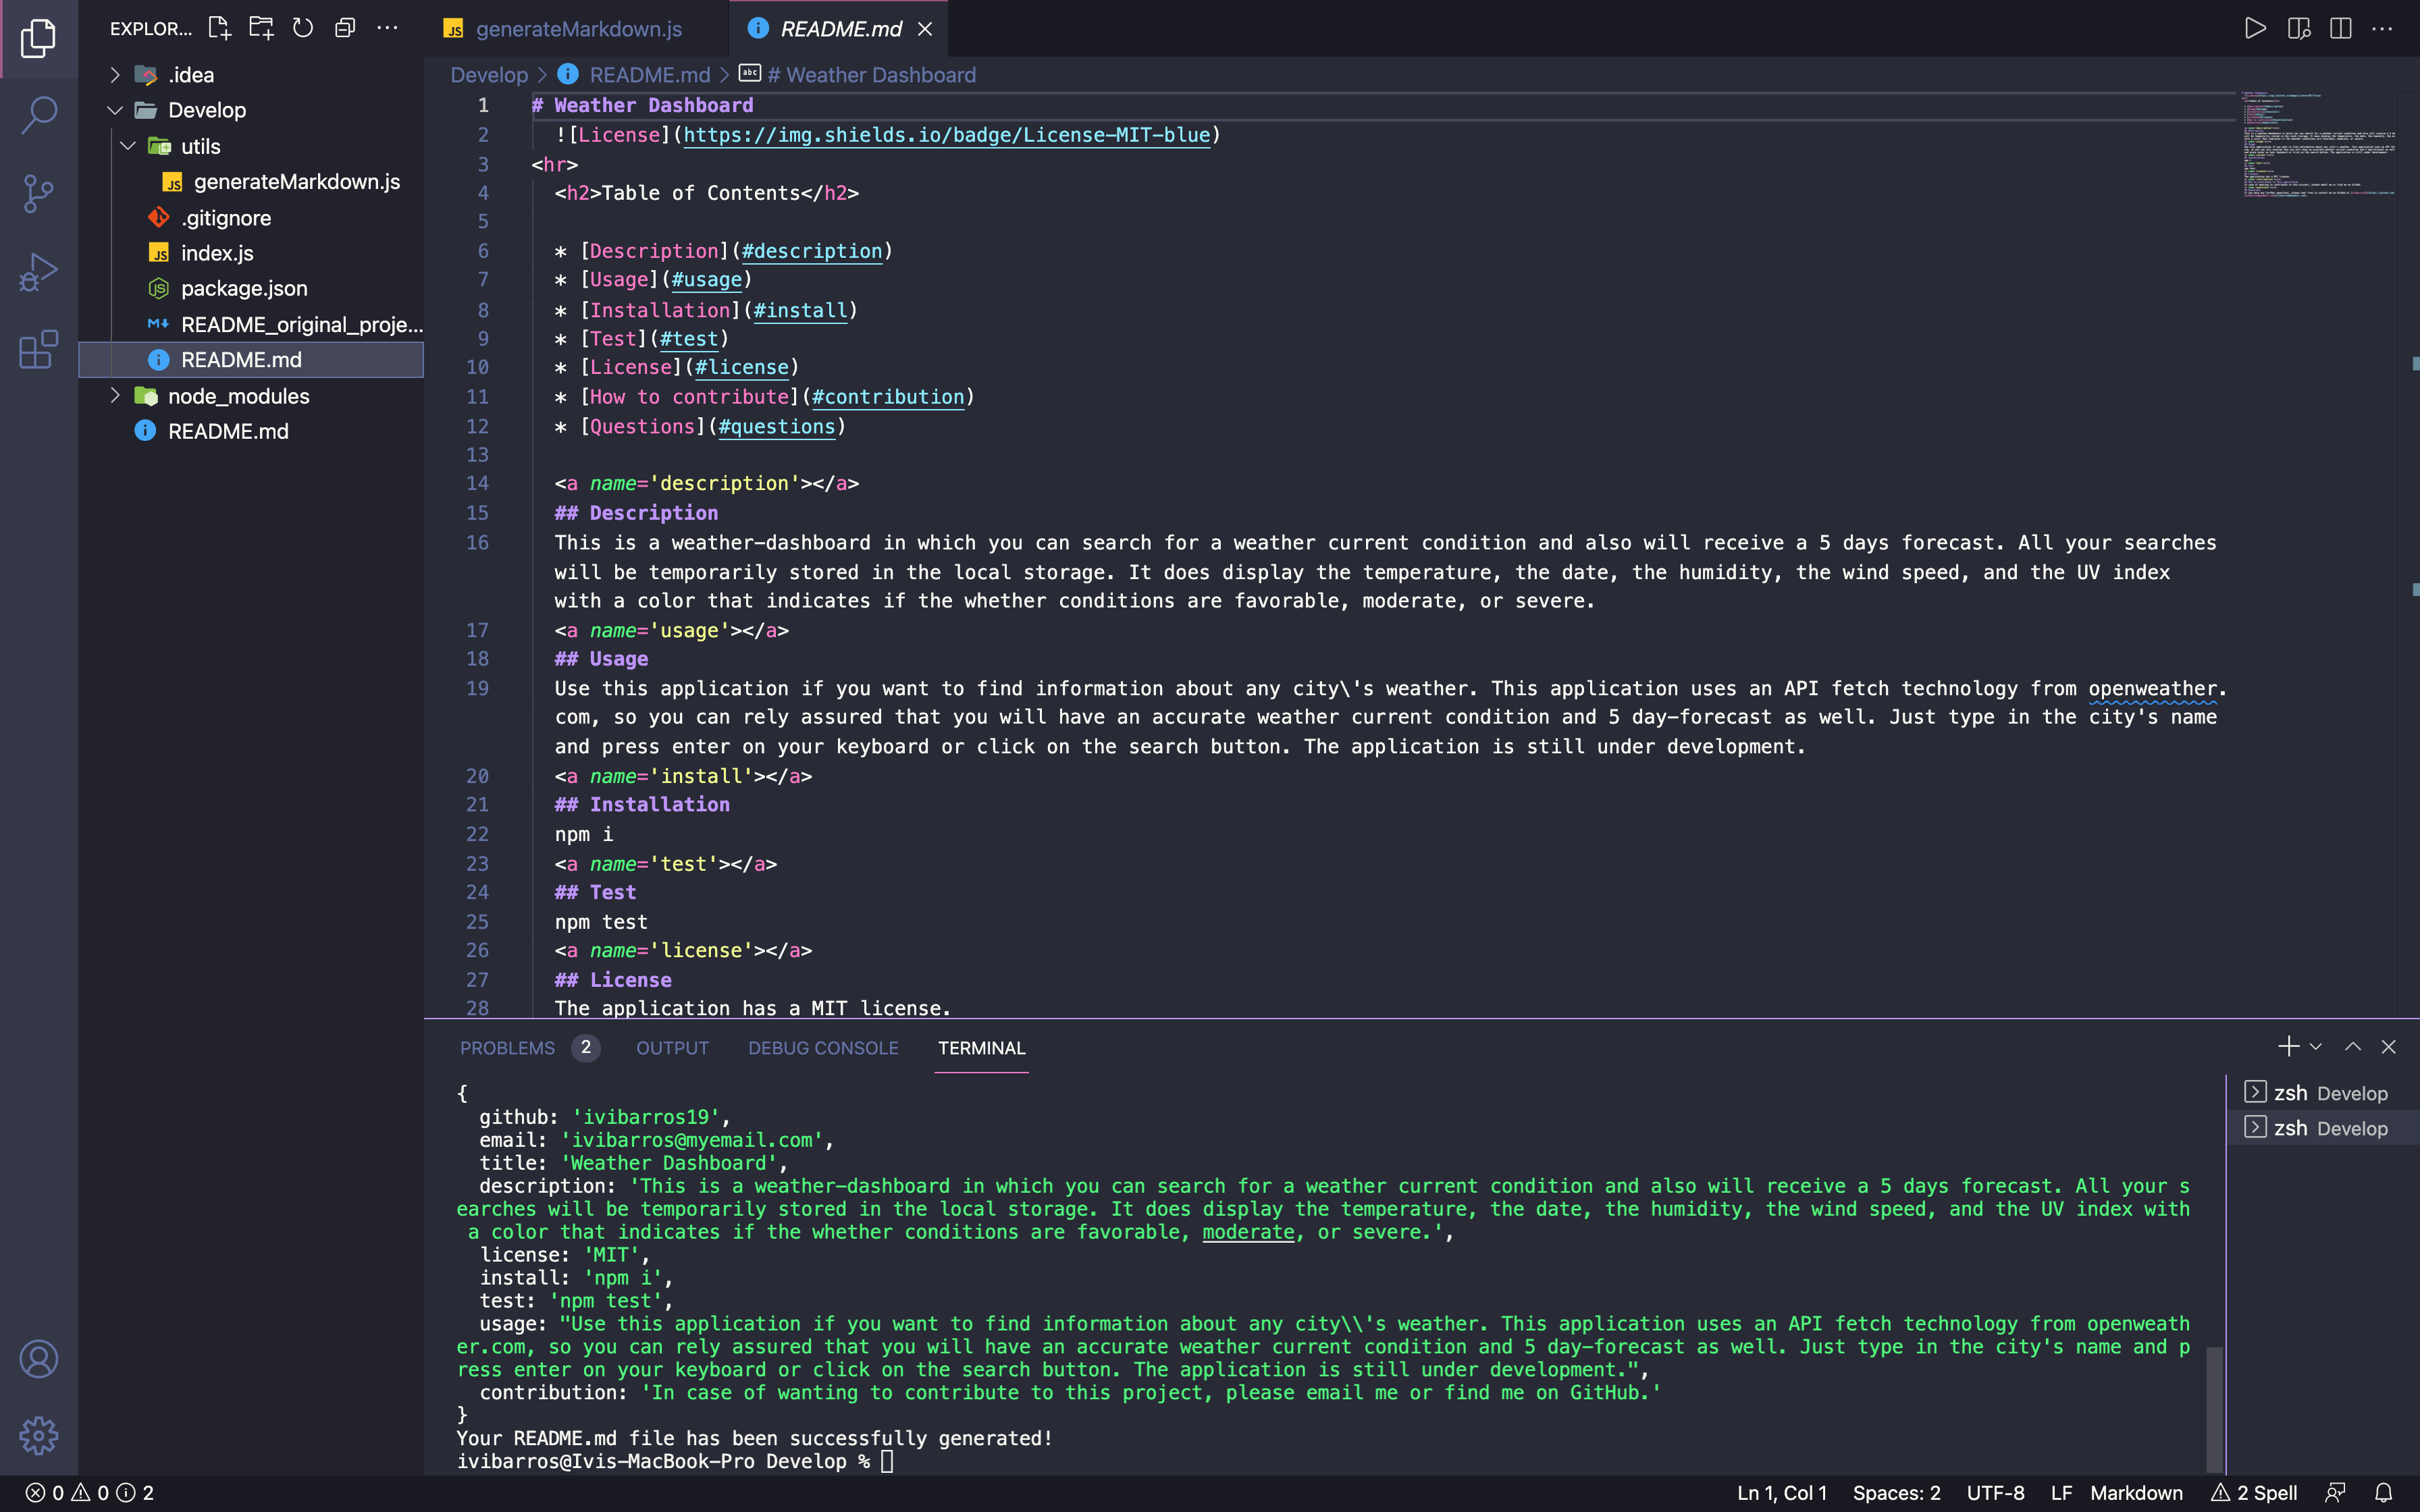 EXPLOR...
generateMarkdown.js
README.md
Develop > README.md > # Weather Dashboard
.idea
Develop
utils
generateMarkdown.js
.gitignore
index.js
package.json
README_original_proje...
README.md
node_modules
README.md
1 # Weather Dashboard
2 ![License](https://img.shields.io/badge/License-MIT-blue)
3 <hr>
4 <h2>Table of Contents</h2>
5
6 * [Description](#description)
7 * [Usage](#usage)
8 * [Installation](#install)
9 * [Test](#test)
10 * [License](#license)
11 * [How to contribute](#contribution)
12 * [Questions](#questions)
13
14 <a name='description'></a>
15 ## Description
16 This is a weather-dashboard in which you can search for a weather current condition and also will receive a 5 days forecast. All your searches
will be temporarily stored in the local storage. It does display the temperature, the date, the humidity, the wind speed, and the UV index
with a color that indicates if the whether conditions are favorable, moderate, or severe.
17 <a name='usage'></a>
18 ## Usage
19 Use this application if you want to find information about any city\'s weather. This application uses an API fetch technology from openweather.
com, so you can rely assured that you will have an accurate weather current condition and 5 day-forecast as well. Just type in the city's name
and press enter on your keyboard or click on the search button. The application is still under development.
20 <a name='install'></a>
21 ## Installation
22 npm i
23 <a name='test'></a>
24 ## Test
25 npm test
26 <a name='license'></a>
27 ## License
28 The application has a MIT license.
PROBLEMS 2 OUTPUT DEBUG CONSOLE TERMINAL
{
github: 'ivibarros19',
email: 'ivibarros@myemail.com',
title: 'Weather Dashboard',
description: 'This is a weather-dashboard in which you can search for a weather current condition and also will receive a 5 days forecast. All your s
earches will be temporarily stored in the local storage. It does display the temperature, the date, the humidity, the wind speed, and the UV index with
a color that indicates if the whether conditions are favorable, moderate, or severe.',
license: 'MIT',
install: 'npm i',
test: 'npm test',
usage: "Use this application if you want to find information about any city\\'s weather. This application uses an API fetch technology from openweath
er.com, so you can rely assured that you will have an accurate weather current condition and 5 day-forecast as well. Just type in the city's name and p
ress enter on your keyboard or click on the search button. The application is still under development.",
contribution: 'In case of wanting to contribute to this project, please email me or find me on GitHub.'
}
Your README.md file has been successfully generated!
ivibarros@Ivis-MacBook-Pro Develop %
zsh Develop
zsh Develop
0 0 2
Ln 1, Col 1 Spaces: 2 UTF-8 LF Markdown 2 Spell